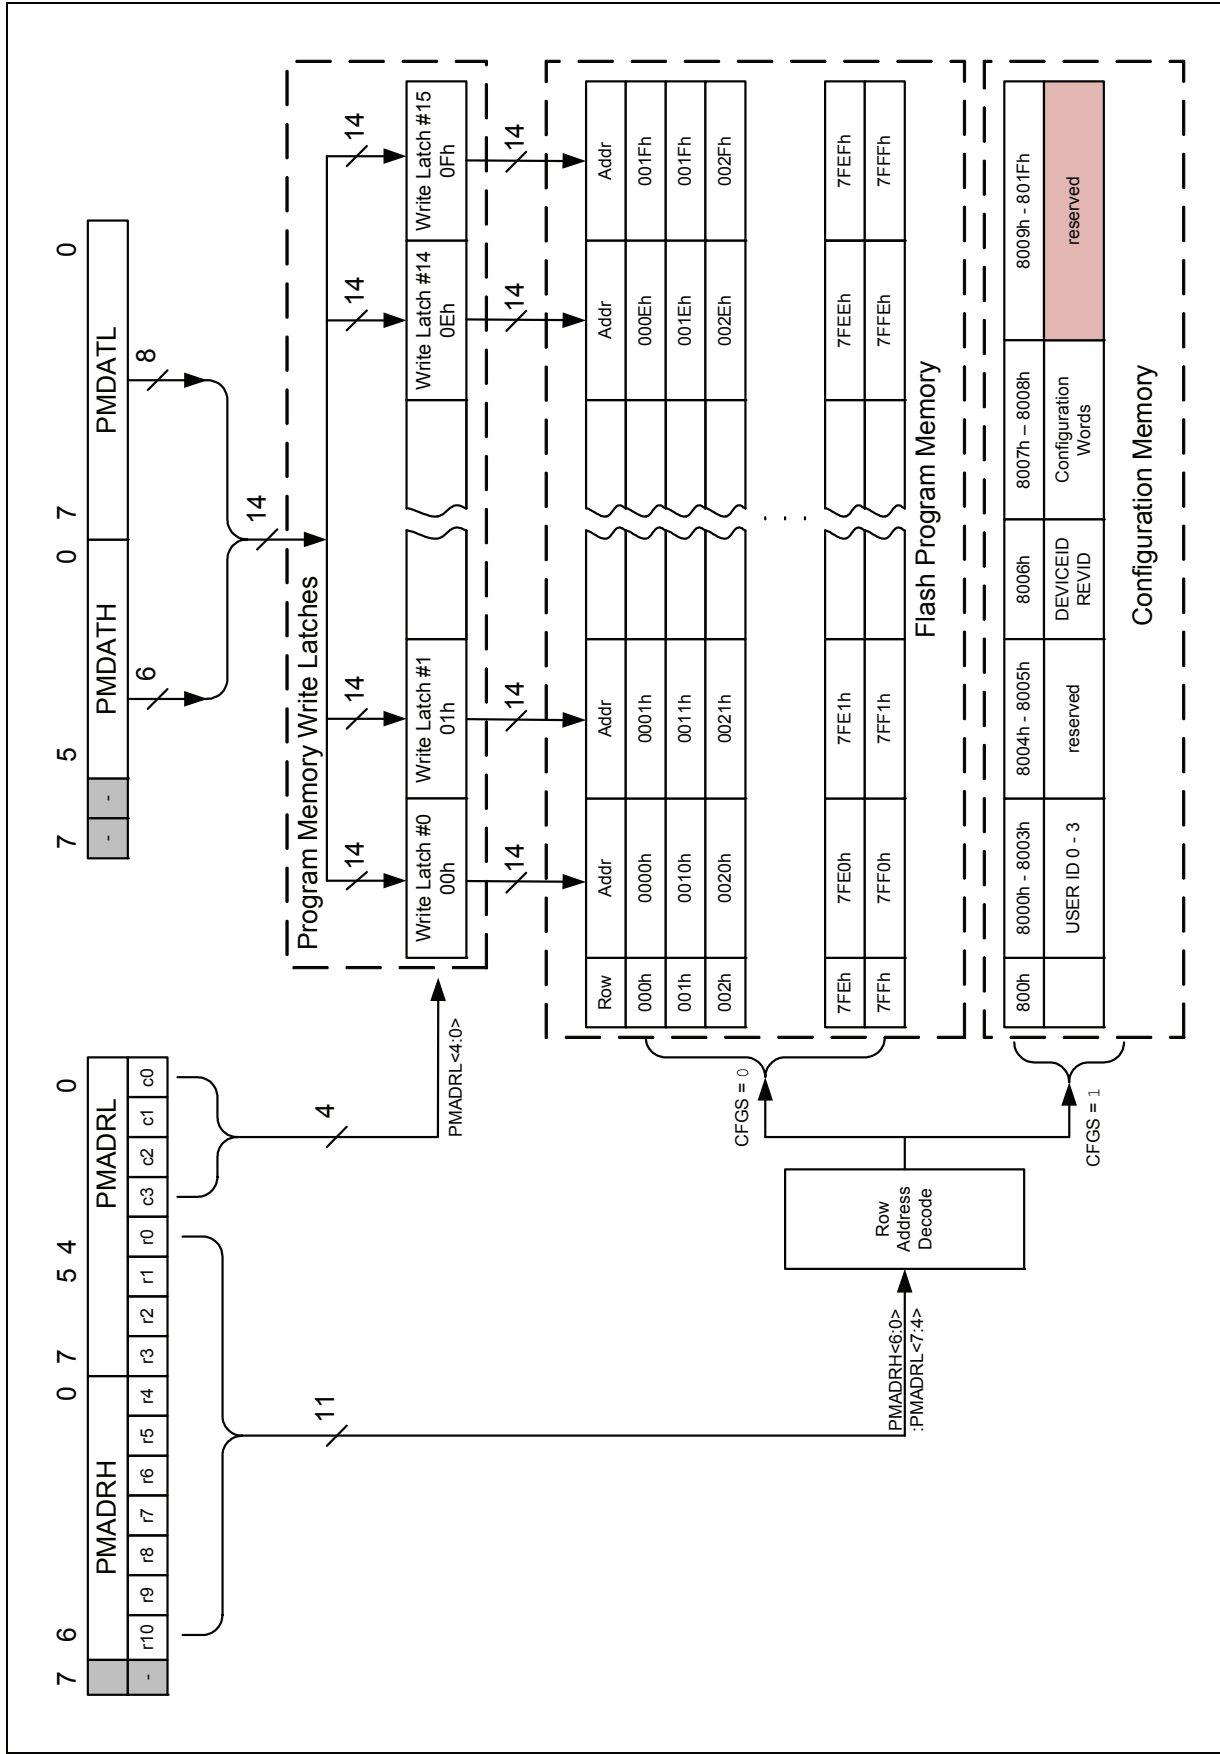 7 6 0 7 5 4 0
PMADRH PMADRL
- r10 r9 r8 r7 r6 r5 r4 r3 r2 r1 r0 c3 c2 c1 c0
11
4
PMADRL<4:0>
7 5 0 7 0
PMDATH PMDATL
- -
6 8
14
Program Memory Write Latches
14 14 14 14
Write Latch #0 Write Latch #1 Write Latch #14 Write Latch #15
00h 01h 0Eh 0Fh
14 14 14 14
Row Addr Addr Addr Addr
000h 0000h 0001h 000Eh 001Fh
001h 0010h 0011h 001Eh 001Fh
002h 0020h 0021h 002Eh 002Fh
7FEh 7FE0h 7FE1h 7FEEh 7FEFh
7FFh 7FF0h 7FF1h 7FFEh 7FFFh
Flash Program Memory
PMADRH<6:0>
:PMADRL<7:4>
Row
Address
Decode
CFGS = 0
CFGS = 1
800h 8000h - 8003h 8004h - 8005h 8006h 8007h – 8008h 8009h - 801Fh
USER ID 0 - 3 reserved DEVICEID Configuration reserved
REVID Words
Configuration Memory